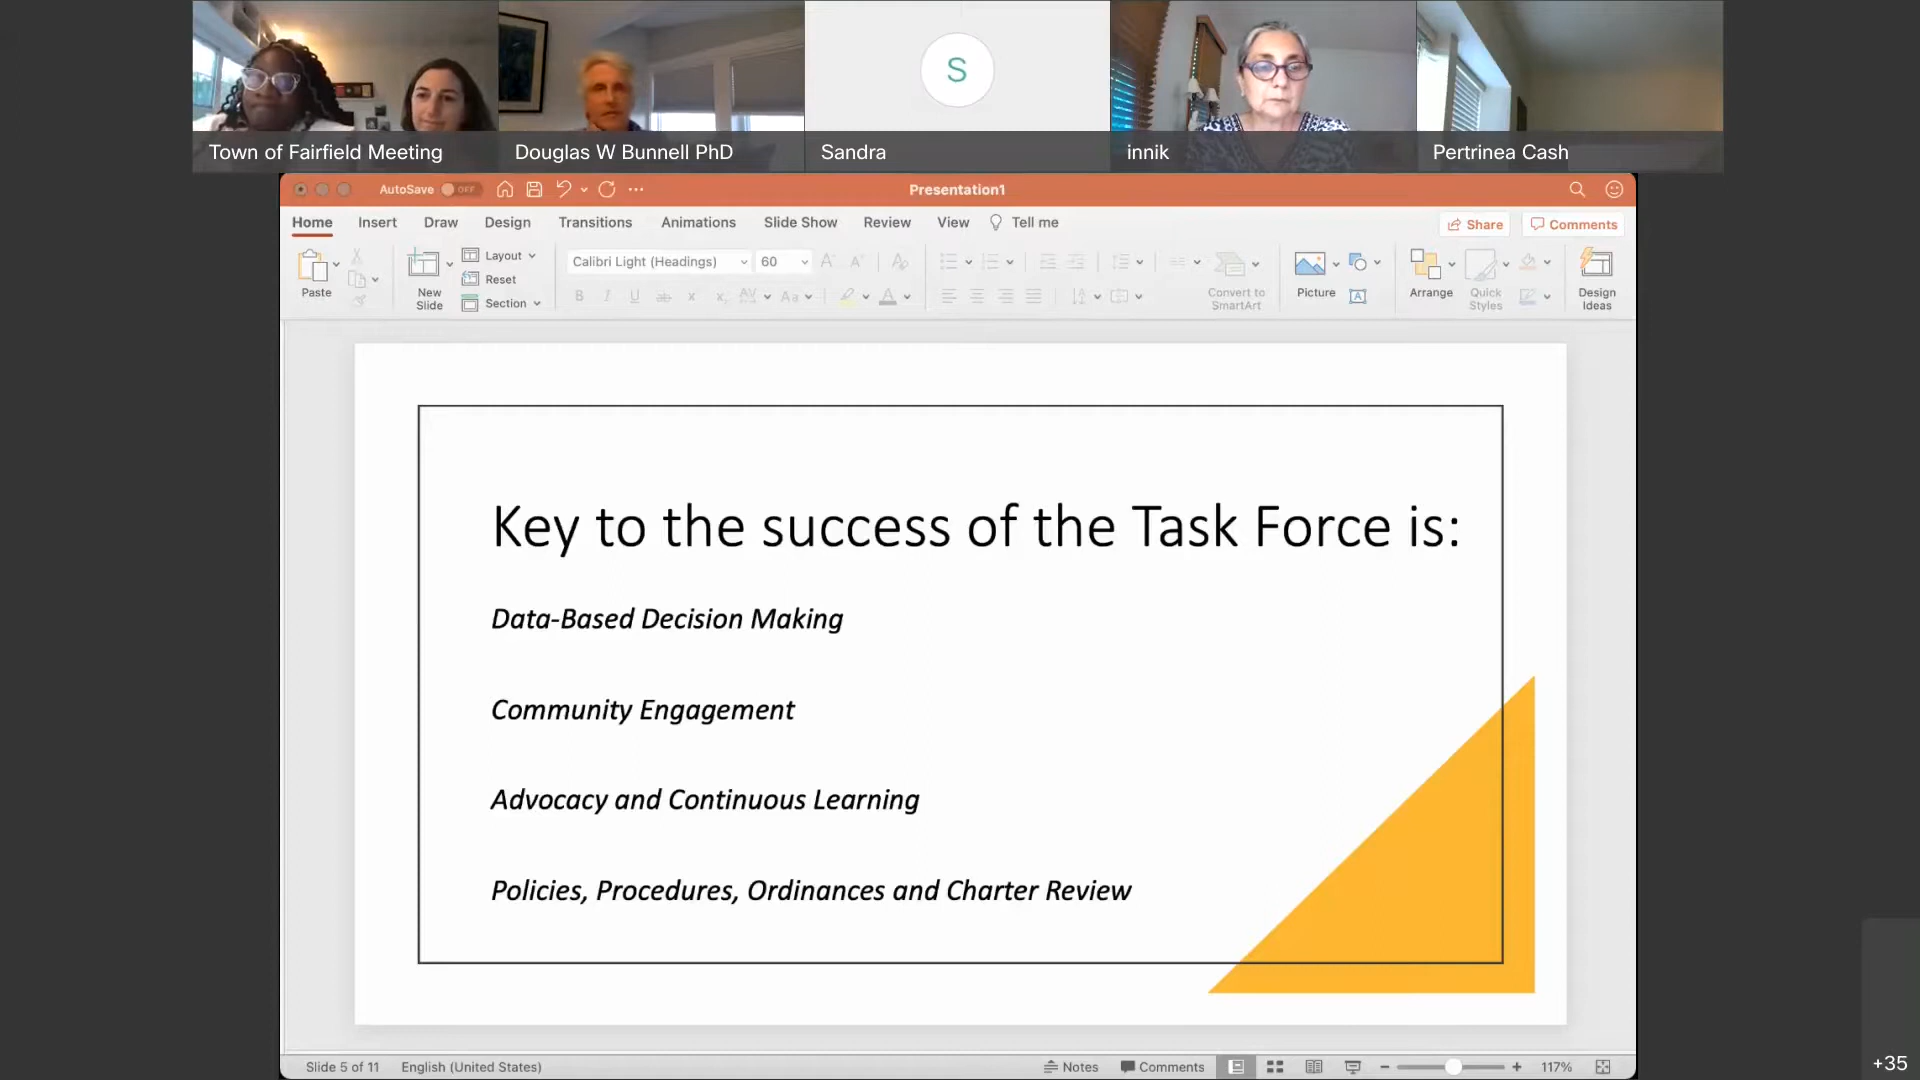 S
Town of Fairfield Meeting
Douglas W Bunnell PhD
Sandra
innik
Pertrinea Cash
AutoSave OFF
Presentation1
Home Insert Draw Design Transitions Animations Slide Show Review View Tell me
Share Comments
Paste
New Slide
Layout
Reset
Section
Calibri Light (Headings) 60
Convert to SmartArt
Picture
Arrange
Quick Styles
Design Ideas
Key to the success of the Task Force is:
Data-Based Decision Making
Community Engagement
Advocacy and Continuous Learning
Policies, Procedures, Ordinances and Charter Review
Slide 5 of 11 English (United States) Notes Comments 117%
+35